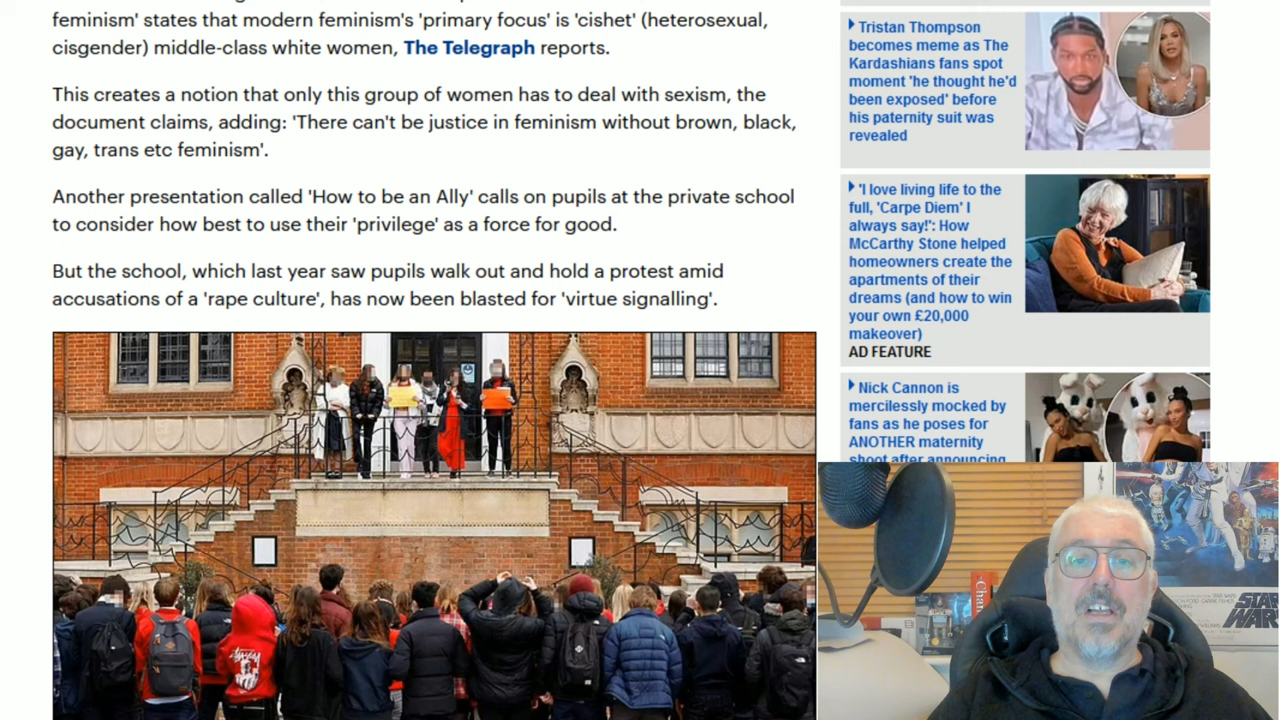 feminism' states that modern feminism's 'primary focus' is 'cishet' (heterosexual,
cisgender) middle-class white women, The Telegraph reports.
This creates a notion that only this group of women has to deal with sexism, the
document claims, adding: 'There can't be justice in feminism without brown, black,
gay, trans etc feminism'.
Another presentation called 'How to be an Ally' calls on pupils at the private school
to consider how best to use their 'privilege' as a force for good.
But the school, which last year saw pupils walk out and hold a protest amid
accusations of a 'rape culture', has now been blasted for 'virtue signalling'.
Tristan Thompson
becomes meme as The
Kardashians fans spot
moment 'he thought he'd
been exposed' before
his paternity suit was
revealed
'I love living life to the
full, 'Carpe Diem' I
always say!': How
McCarthy Stone helped
homeowners create the
apartments of their
dreams (and how to win
your own £20,000
makeover)
AD FEATURE
Nick Cannon is
mercilessly mocked by
fans as he poses for
ANOTHER maternity
shoot after announcing
STAR
WARS